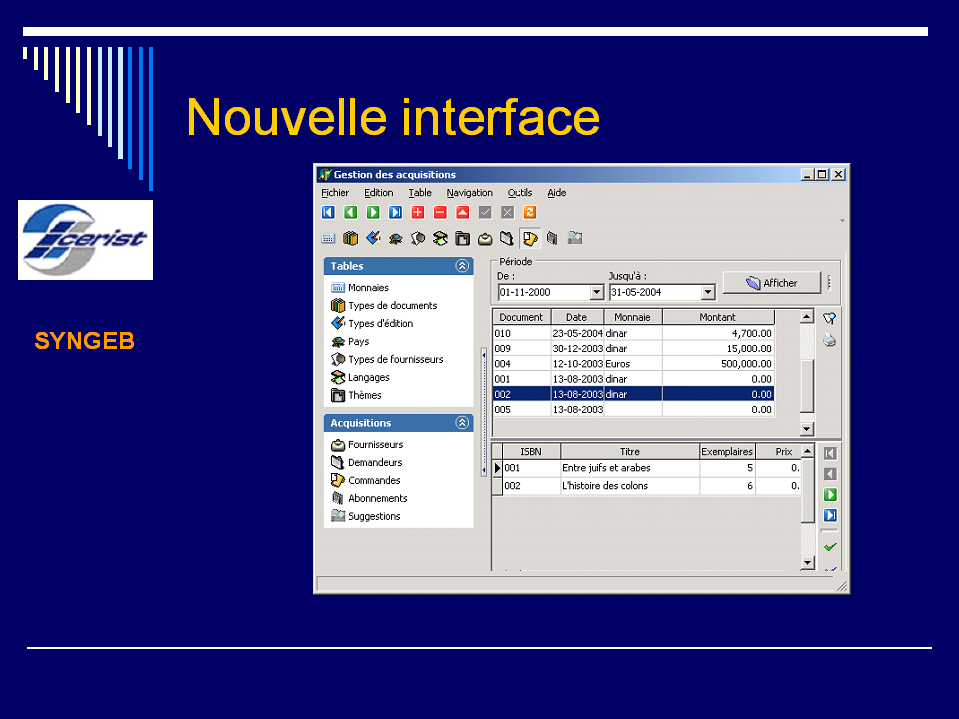 Nouvelle interface
cerist
SYNGEB
Gestion des acquisitions
Fichier Edition Table Navigation Outils Aide
Tables
Monnaies
Types de documents
Types d'édition
Pays
Types de fournisseurs
Langages
Thèmes
Acquisitions
Fournisseurs
Demandeurs
Commandes
Abonnements
Suggestions
Période
De : Jusqu'à :
01-11-2000 31-05-2004 Afficher
Document Date Monnaie Montant
010 23-05-2004 dinar 4,700.00
009 30-12-2003 dinar 15,000.00
004 12-10-2003 Euros 500,000.00
001 13-08-2003 dinar 0.00
002 13-08-2003 dinar 0.00
005 13-08-2003 0.00
ISBN Titre Exemplaires Prix
001 Entre juifs et arabes 5 0.
002 L'histoire des colons 6 0.